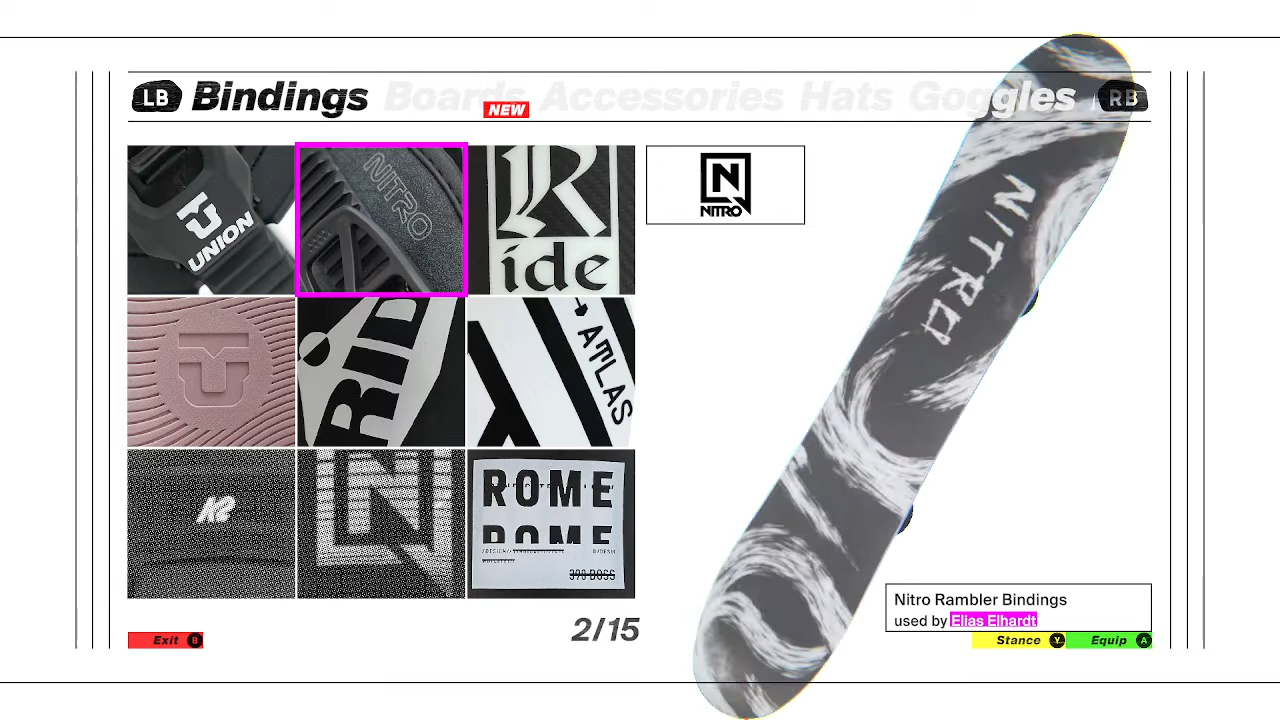 LB Bindings Boards Accessories Hats Goggles RB
NEW
UNION
NITRO
Ride
N
NITRO
NITRO
RID
ATLAS
K2
N
ROME
ROME
390 BOSS
2/15
Nitro Rambler Bindings
used by Elias Elhardt
Exit B
Stance Y Equip A